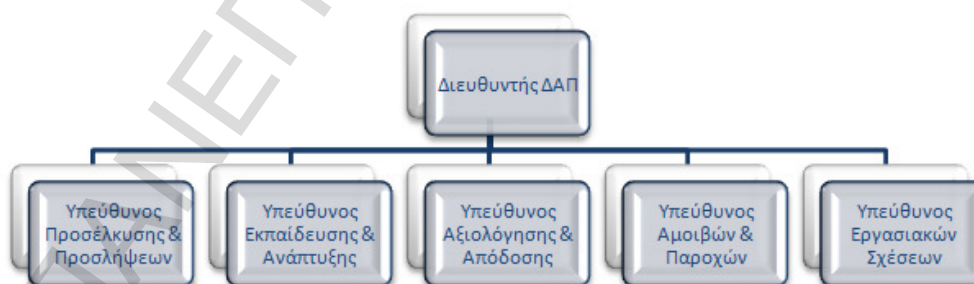 Διευθυντής ΔΑΠ
Υπεύθυνος
Προσέλκυσης &
Προσλήψεων
Υπεύθυνος
Εκπαίδευσης &
Ανάπτυξης
Υπεύθυνος
Αξιολόγησης &
Απόδοσης
Υπεύθυνος
Αμοιβών &
Παροχών
Υπεύθυνος
Εργασιακών
Σχέσεων